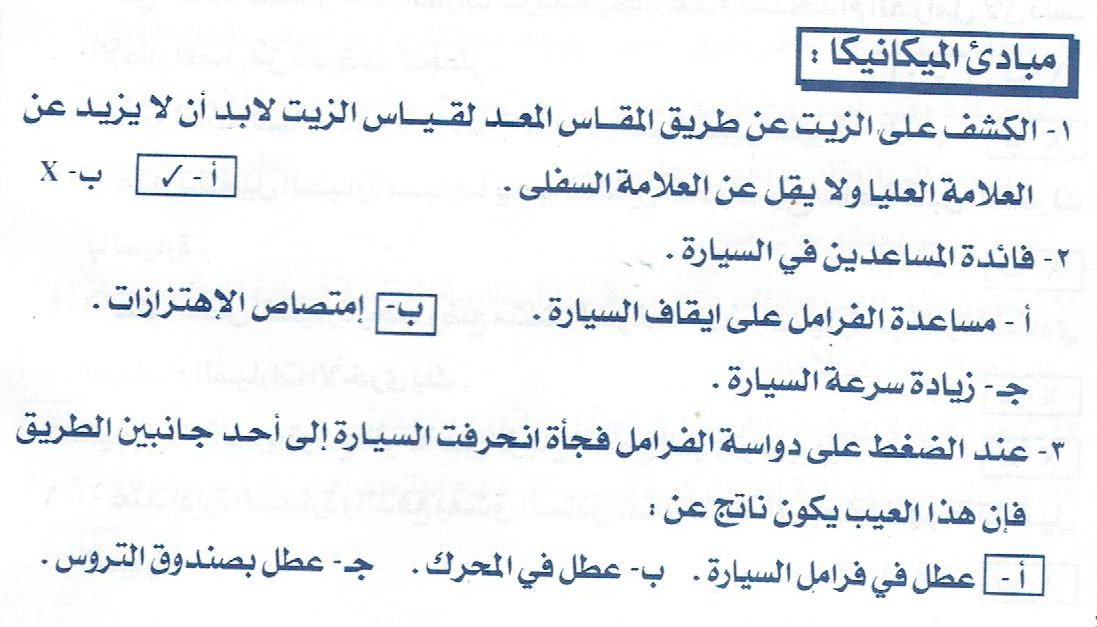 مبادئ الميكانيكا :
١- الكشف على الزيت عن طريق المقاس المعد لقياس الزيت لابد أن لا يزيد عن
العلامة العليا ولا يقل عن العلامة السفلى . أ - ✓ ب- X
٢- فائدة المساعدين في السيارة .
أ - مساعدة الفرامل على ايقاف السيارة . ب- إمتصاص الإهتزازات .
جـ- زيادة سرعة السيارة .
٣- عند الضغط على دواسة الفرامل فجأة انحرفت السيارة إلى أحد جانبين الطريق
فإن هذا العيب يكون ناتج عن :
أ - عطل في فرامل السيارة . ب- عطل في المحرك . جـ- عطل بصندوق التروس .